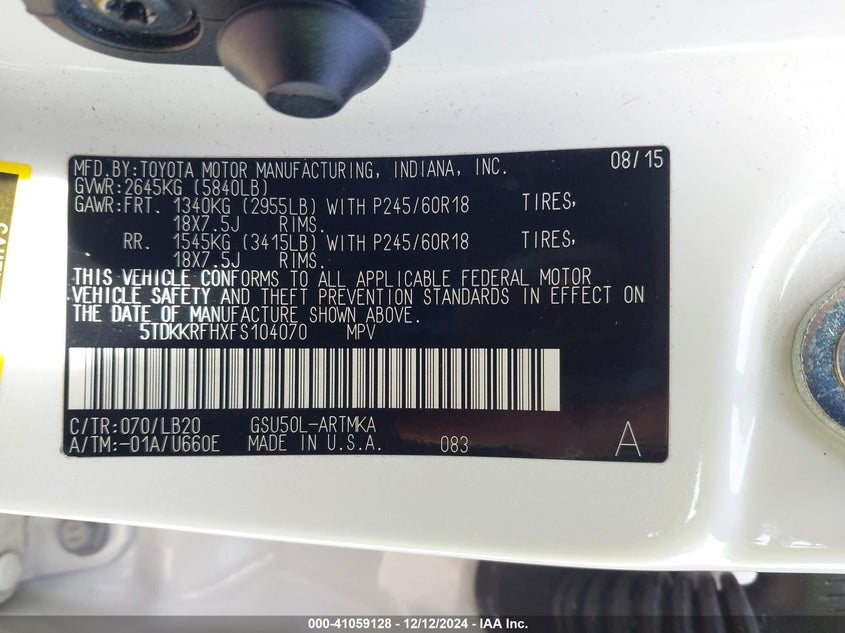 MFD.BY:TOYOTA MOTOR MANUFACTURING, INDIANA, INC. 08/15
GVWR:2645KG (5840LB)
GAWR:FRT. 1340KG (2955LB) WITH P245/60R18 TIRES,
18X7.5J RIMS.
RR. 1545KG (3415LB) WITH P245/60R18 TIRES,
18X7.5J RIMS.
THIS VEHICLE CONFORMS TO ALL APPLICABLE FEDERAL MOTOR
VEHICLE SAFETY AND THEFT PREVENTION STANDARDS IN EFFECT ON
THE DATE OF MANUFACTURE SHOWN ABOVE.
5TDKKRFHXFS104070 MPV
C/TR:070/LB20 GSU50L-ARTMKA
A/TM:-01A/U660E MADE IN U.S.A. 083 A
000-41059128 - 12/12/2024 - IAA Inc.